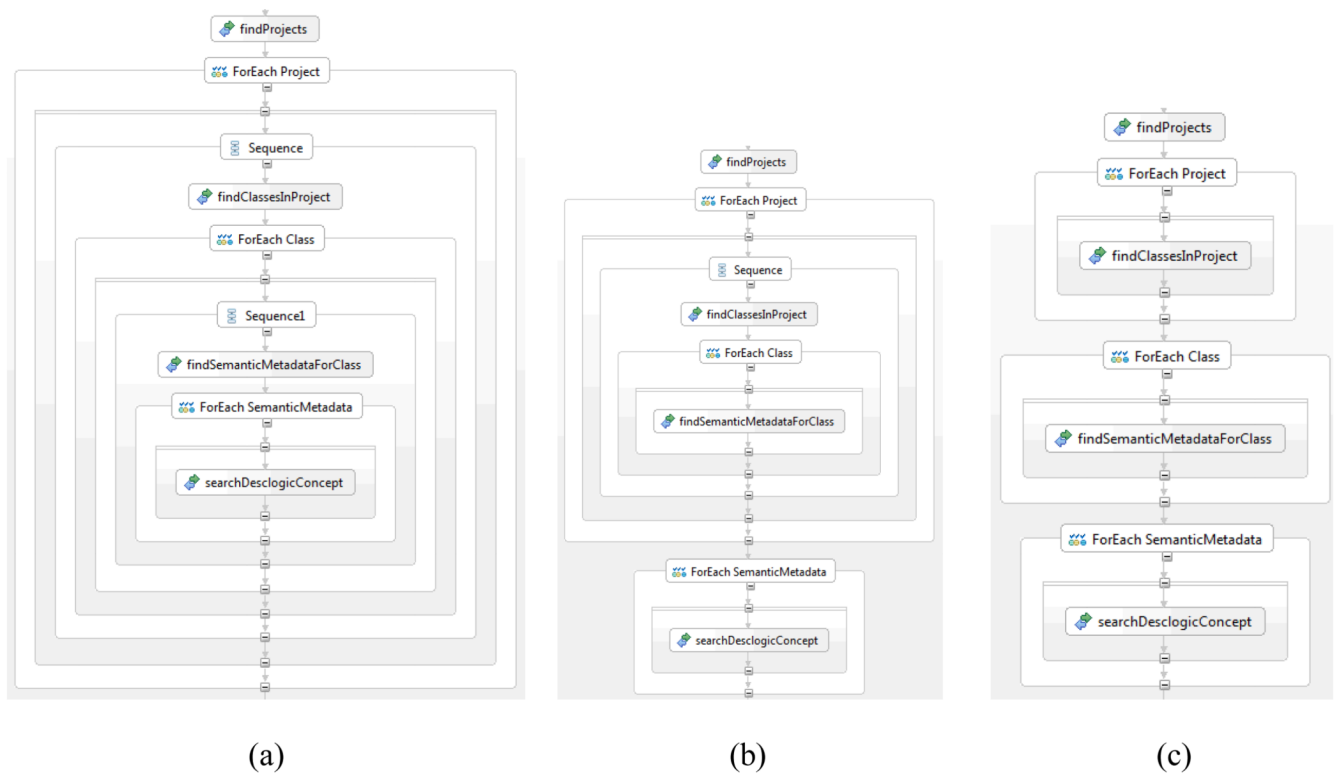 findProjects
ForEach Project
Sequence
findClassesInProject
ForEach Class
Sequence1
findSemanticMetadataForClass
ForEach SemanticMetadata
searchDesclogicConcept
(a)
findProjects
ForEach Project
Sequence
findClassesInProject
ForEach Class
findSemanticMetadataForClass
ForEach SemanticMetadata
searchDesclogicConcept
(b)
findProjects
ForEach Project
findClassesInProject
ForEach Class
findSemanticMetadataForClass
ForEach SemanticMetadata
searchDesclogicConcept
(c)